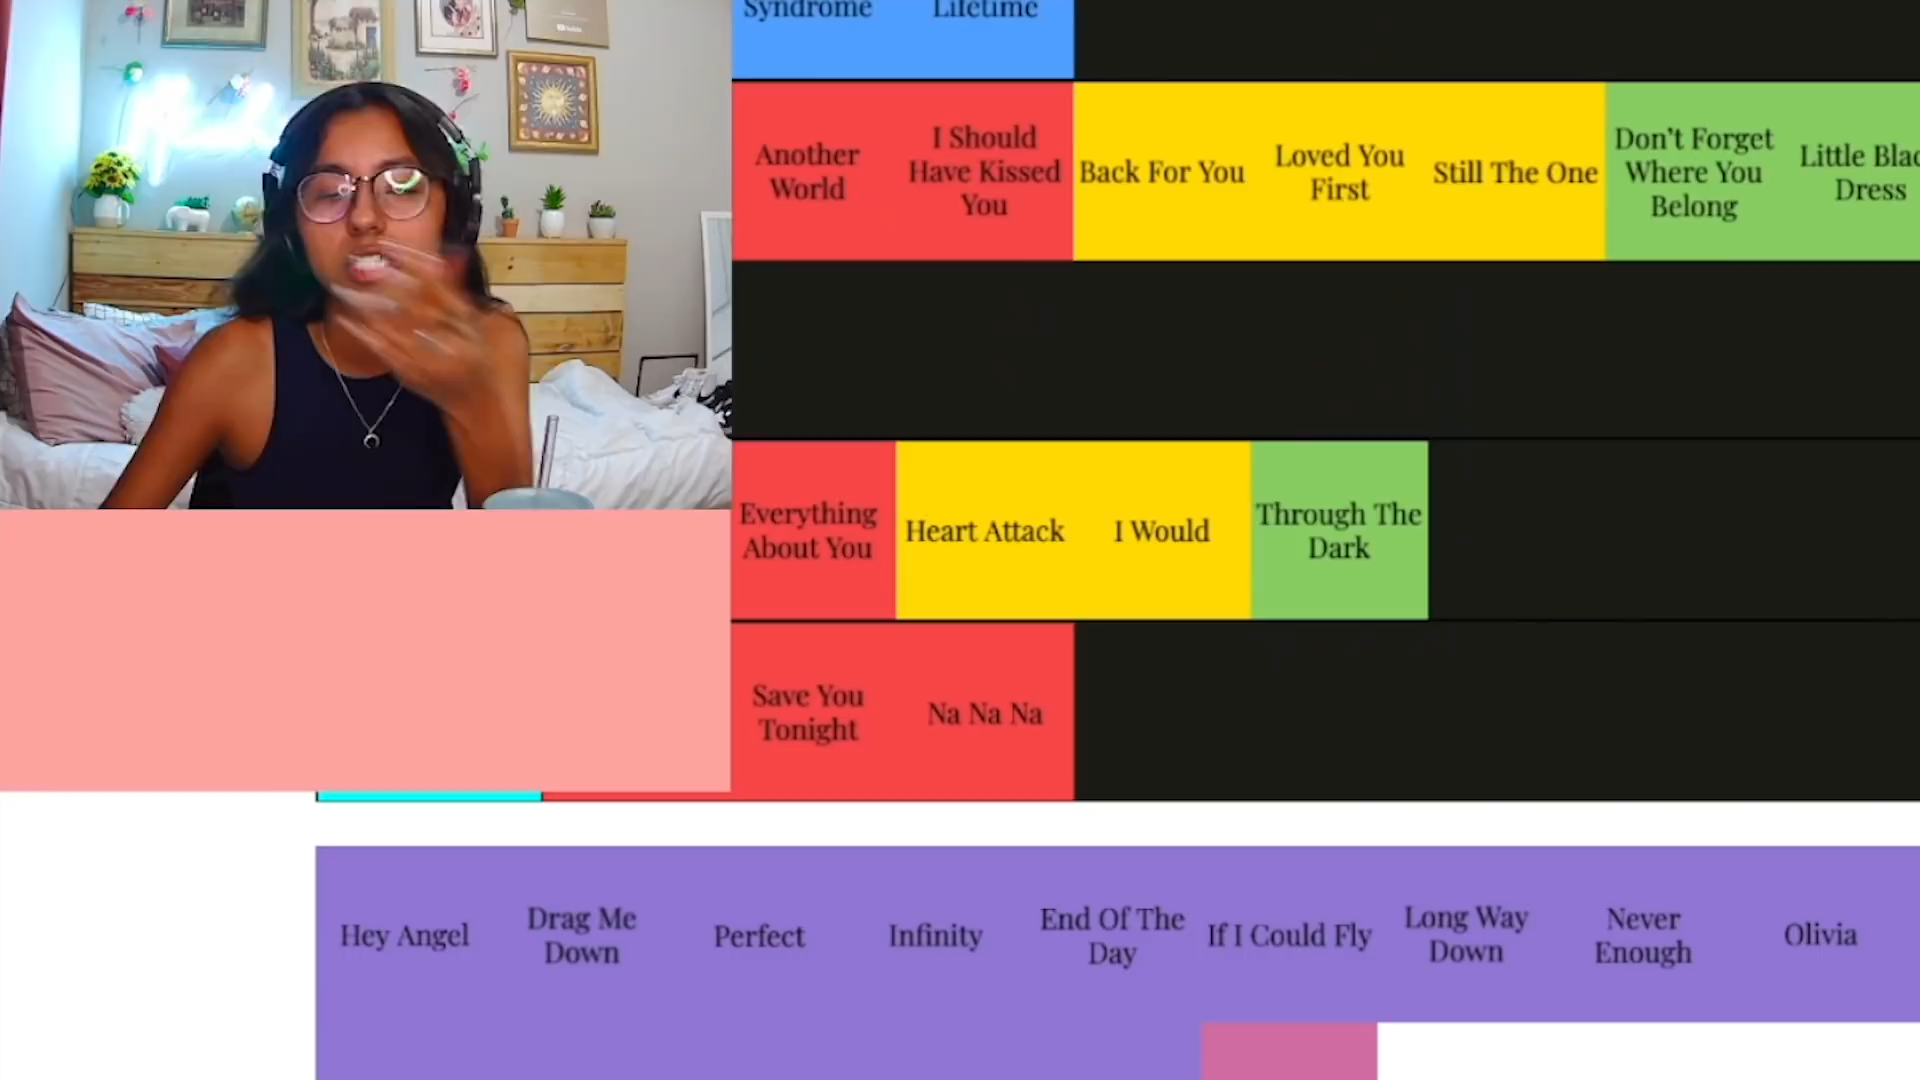 Syndrome
Lifetime
Another
World
I Should
Have Kissed
You
Back For You
Loved You
First
Still The One
Don't Forget
Where You
Belong
Little Blac
Dress
Everything
About You
Heart Attack
I Would
Through The
Dark
Save You
Tonight
Na Na Na
Hey Angel
Drag Me
Down
Perfect
Infinity
End Of The
Day
If I Could Fly
Long Way
Down
Never
Enough
Olivia